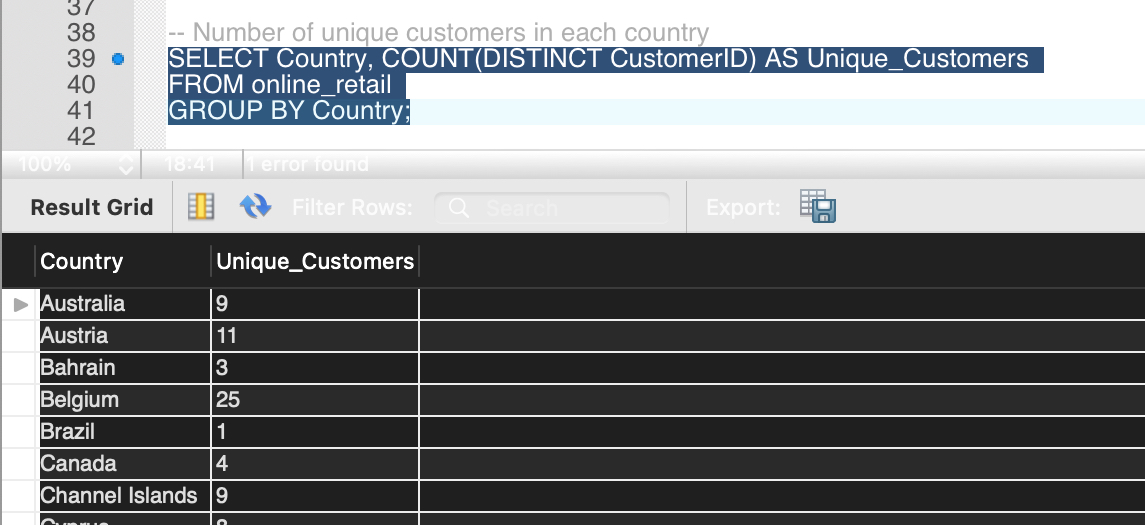 37
38 -- Number of unique customers in each country
39 SELECT Country, COUNT(DISTINCT CustomerID) AS Unique_Customers
40 FROM online_retail
41 GROUP BY Country;
42
100% 18:41 1 error found
Result Grid Filter Rows: Search Export:
Country Unique_Customers
Australia 9
Austria 11
Bahrain 3
Belgium 25
Brazil 1
Canada 4
Channel Islands 9
Cyprus 8